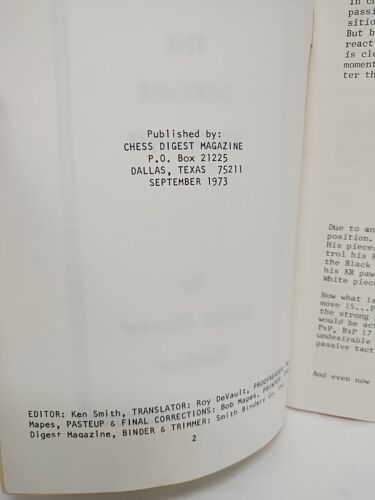 Published by:
CHESS DIGEST MAGAZINE
P.O. Box 21225
DALLAS, TEXAS 75211
SEPTEMBER 1973
EDITOR: Ken Smith, TRANSLATOR: Roy DeVault, PROOFREADER,
Mapes, PASTEUP & FINAL CORRECTIONS: Bob Mapes, PRINTER,
Digest Magazine, BINDER & TRIMMER: Smith Bindery Co.
2
In
passi
sitio
But b
react
is cle
moment
ter th
Due to an
position.
His pieces
trol his
the Black
his KR paw
White piec
Now what is
move 15...P
the strong
would be ac
PxP, BxP 17
undesirable
passive tact
And even now